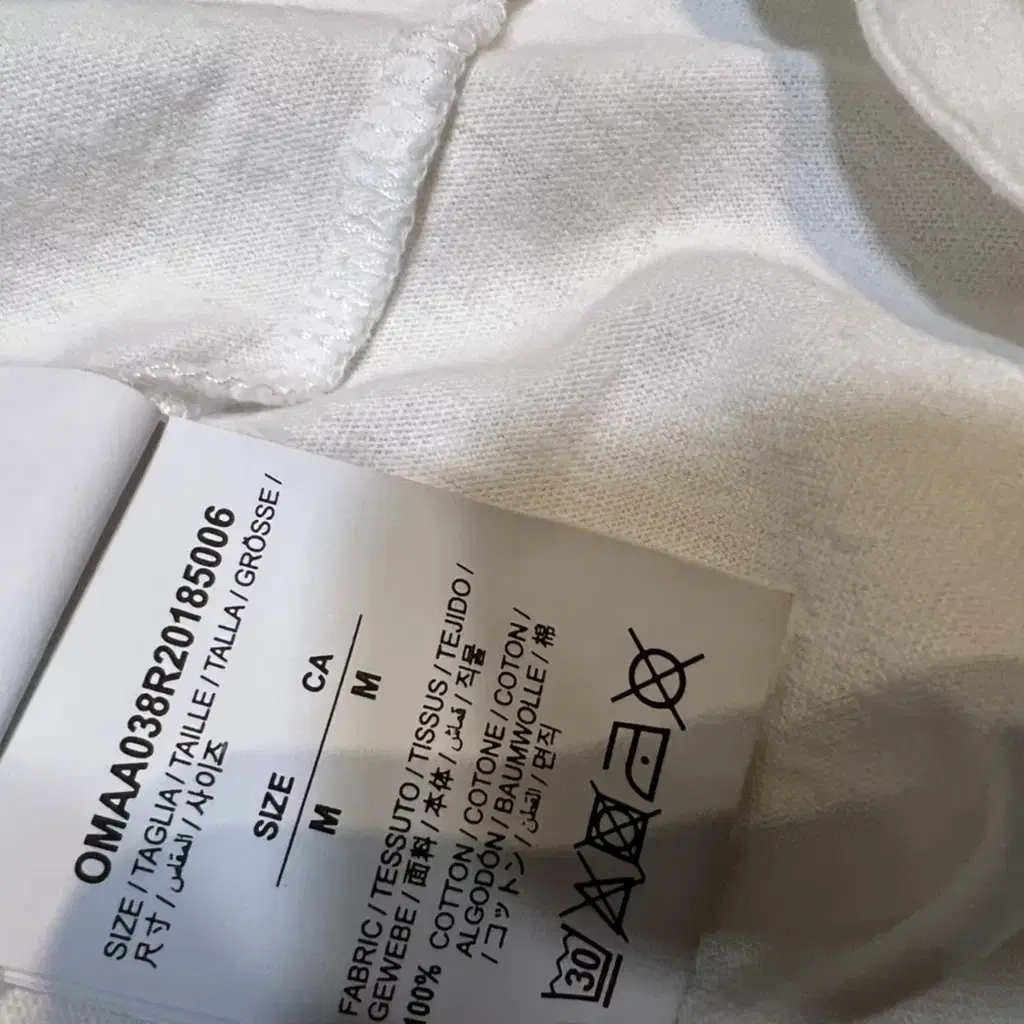 OMAA038R20185006
SIZE / TAGLIA / TAILLE / TALLA / GRÖSSE /
尺寸 / المقاس / 사이즈
SIZE CA
M M
FABRIC / TESSUTO / TISSUS / TEJIDO /
GEWEBE / 面料 / 本体 / قماش / 직물
100% COTTON / COTONE / COTON /
ALGODÓN / BAUMWOLLE / 棉
/ コットン / القطن / 면직
30